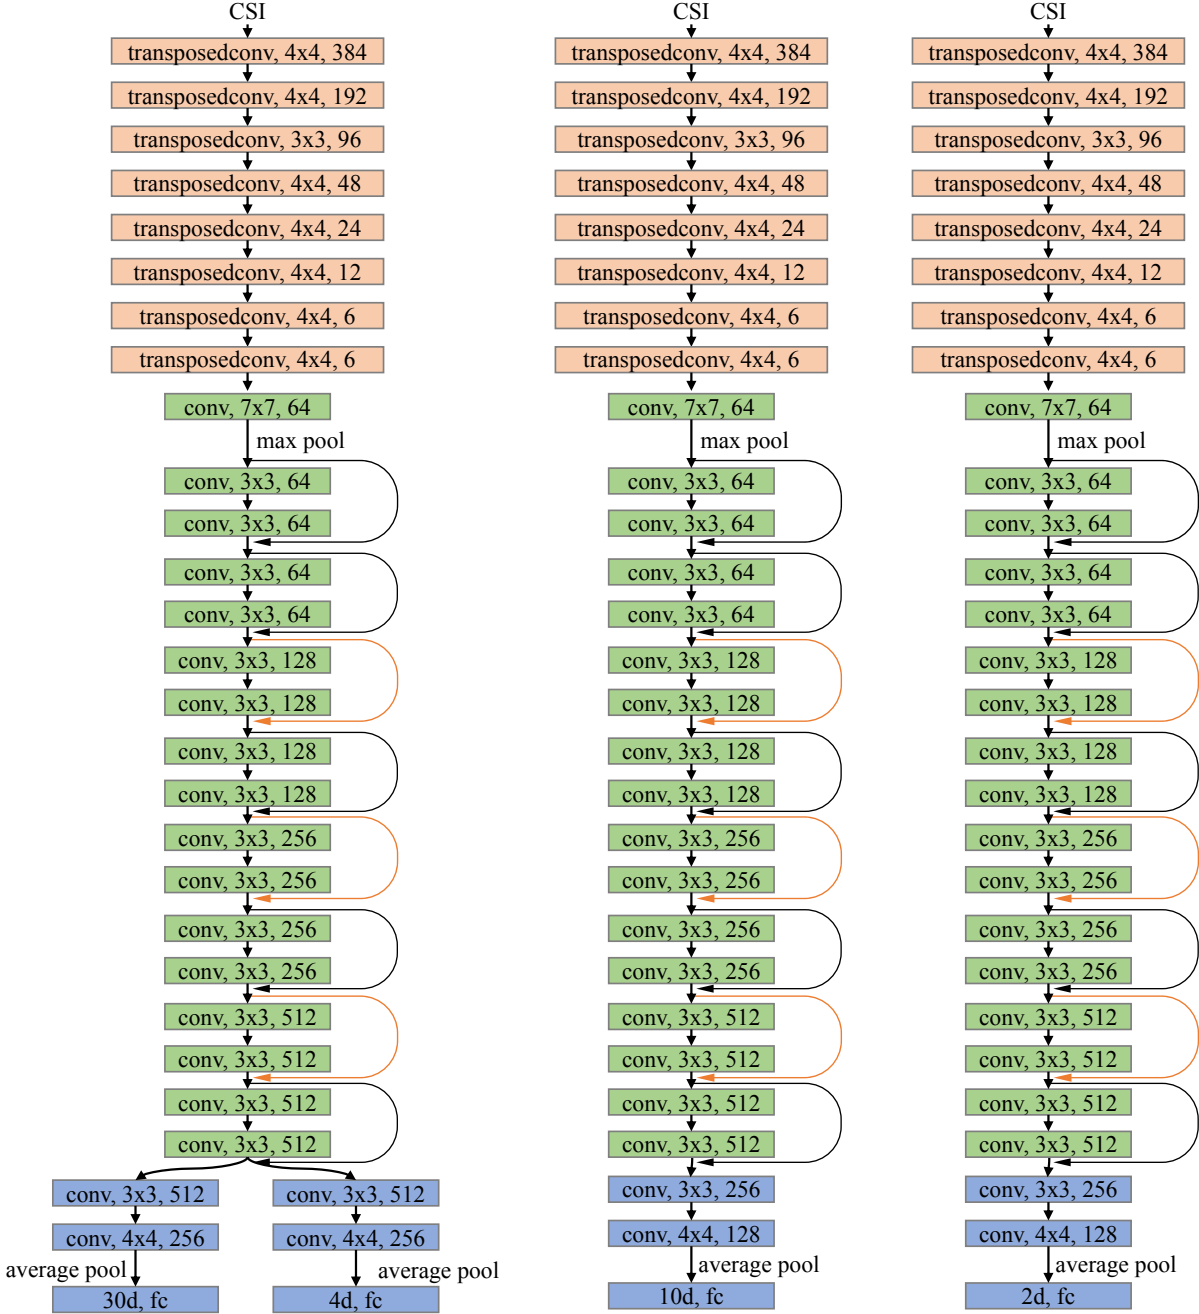 CSI
transposedconv, 4x4, 384
transposedconv, 4x4, 192
transposedconv, 3x3, 96
transposedconv, 4x4, 48
transposedconv, 4x4, 24
transposedconv, 4x4, 12
transposedconv, 4x4, 6
transposedconv, 4x4, 6
conv, 7x7, 64
max pool
conv, 3x3, 64
conv, 3x3, 64
conv, 3x3, 64
conv, 3x3, 64
conv, 3x3, 128
conv, 3x3, 128
conv, 3x3, 128
conv, 3x3, 128
conv, 3x3, 256
conv, 3x3, 256
conv, 3x3, 256
conv, 3x3, 256
conv, 3x3, 512
conv, 3x3, 512
conv, 3x3, 512
conv, 3x3, 512
conv, 3x3, 512
conv, 4x4, 256
average pool
30d, fc
conv, 3x3, 512
conv, 4x4, 256
average pool
4d, fc
CSI
transposedconv, 4x4, 384
transposedconv, 4x4, 192
transposedconv, 3x3, 96
transposedconv, 4x4, 48
transposedconv, 4x4, 24
transposedconv, 4x4, 12
transposedconv, 4x4, 6
transposedconv, 4x4, 6
conv, 7x7, 64
max pool
conv, 3x3, 64
conv, 3x3, 64
conv, 3x3, 64
conv, 3x3, 64
conv, 3x3, 128
conv, 3x3, 128
conv, 3x3, 128
conv, 3x3, 128
conv, 3x3, 256
conv, 3x3, 256
conv, 3x3, 256
conv, 3x3, 256
conv, 3x3, 512
conv, 3x3, 512
conv, 3x3, 512
conv, 3x3, 512
conv, 3x3, 256
conv, 4x4, 128
average pool
10d, fc
CSI
transposedconv, 4x4, 384
transposedconv, 4x4, 192
transposedconv, 3x3, 96
transposedconv, 4x4, 48
transposedconv, 4x4, 24
transposedconv, 4x4, 12
transposedconv, 4x4, 6
transposedconv, 4x4, 6
conv, 7x7, 64
max pool
conv, 3x3, 64
conv, 3x3, 64
conv, 3x3, 64
conv, 3x3, 64
conv, 3x3, 128
conv, 3x3, 128
conv, 3x3, 128
conv, 3x3, 128
conv, 3x3, 256
conv, 3x3, 256
conv, 3x3, 256
conv, 3x3, 256
conv, 3x3, 512
conv, 3x3, 512
conv, 3x3, 512
conv, 3x3, 512
conv, 3x3, 256
conv, 4x4, 128
average pool
2d, fc